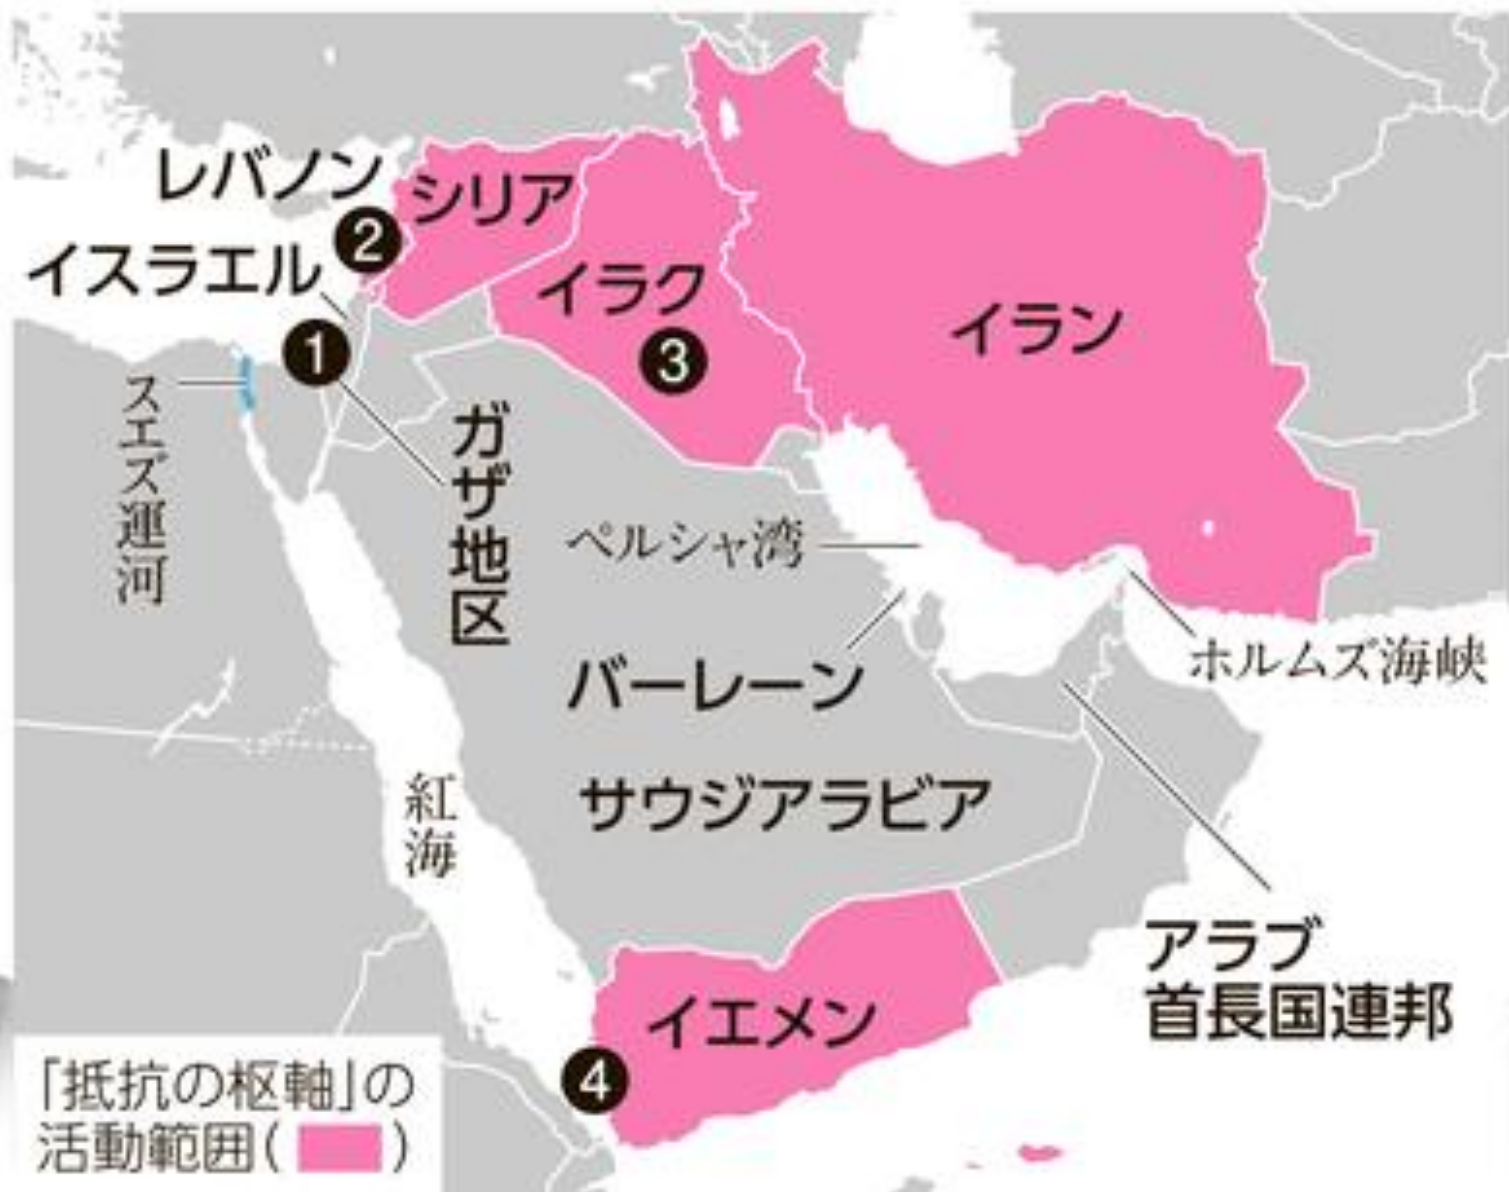 レバノン
シリア
②
イスラエル
イラク
イラン
①
③
スエズ運河
ガザ地区
ペルシャ湾
バーレーン
ホルムズ海峡
サウジアラビア
紅海
アラブ
首長国連邦
イエメン
④
「抵抗の枢軸」の
活動範囲( )